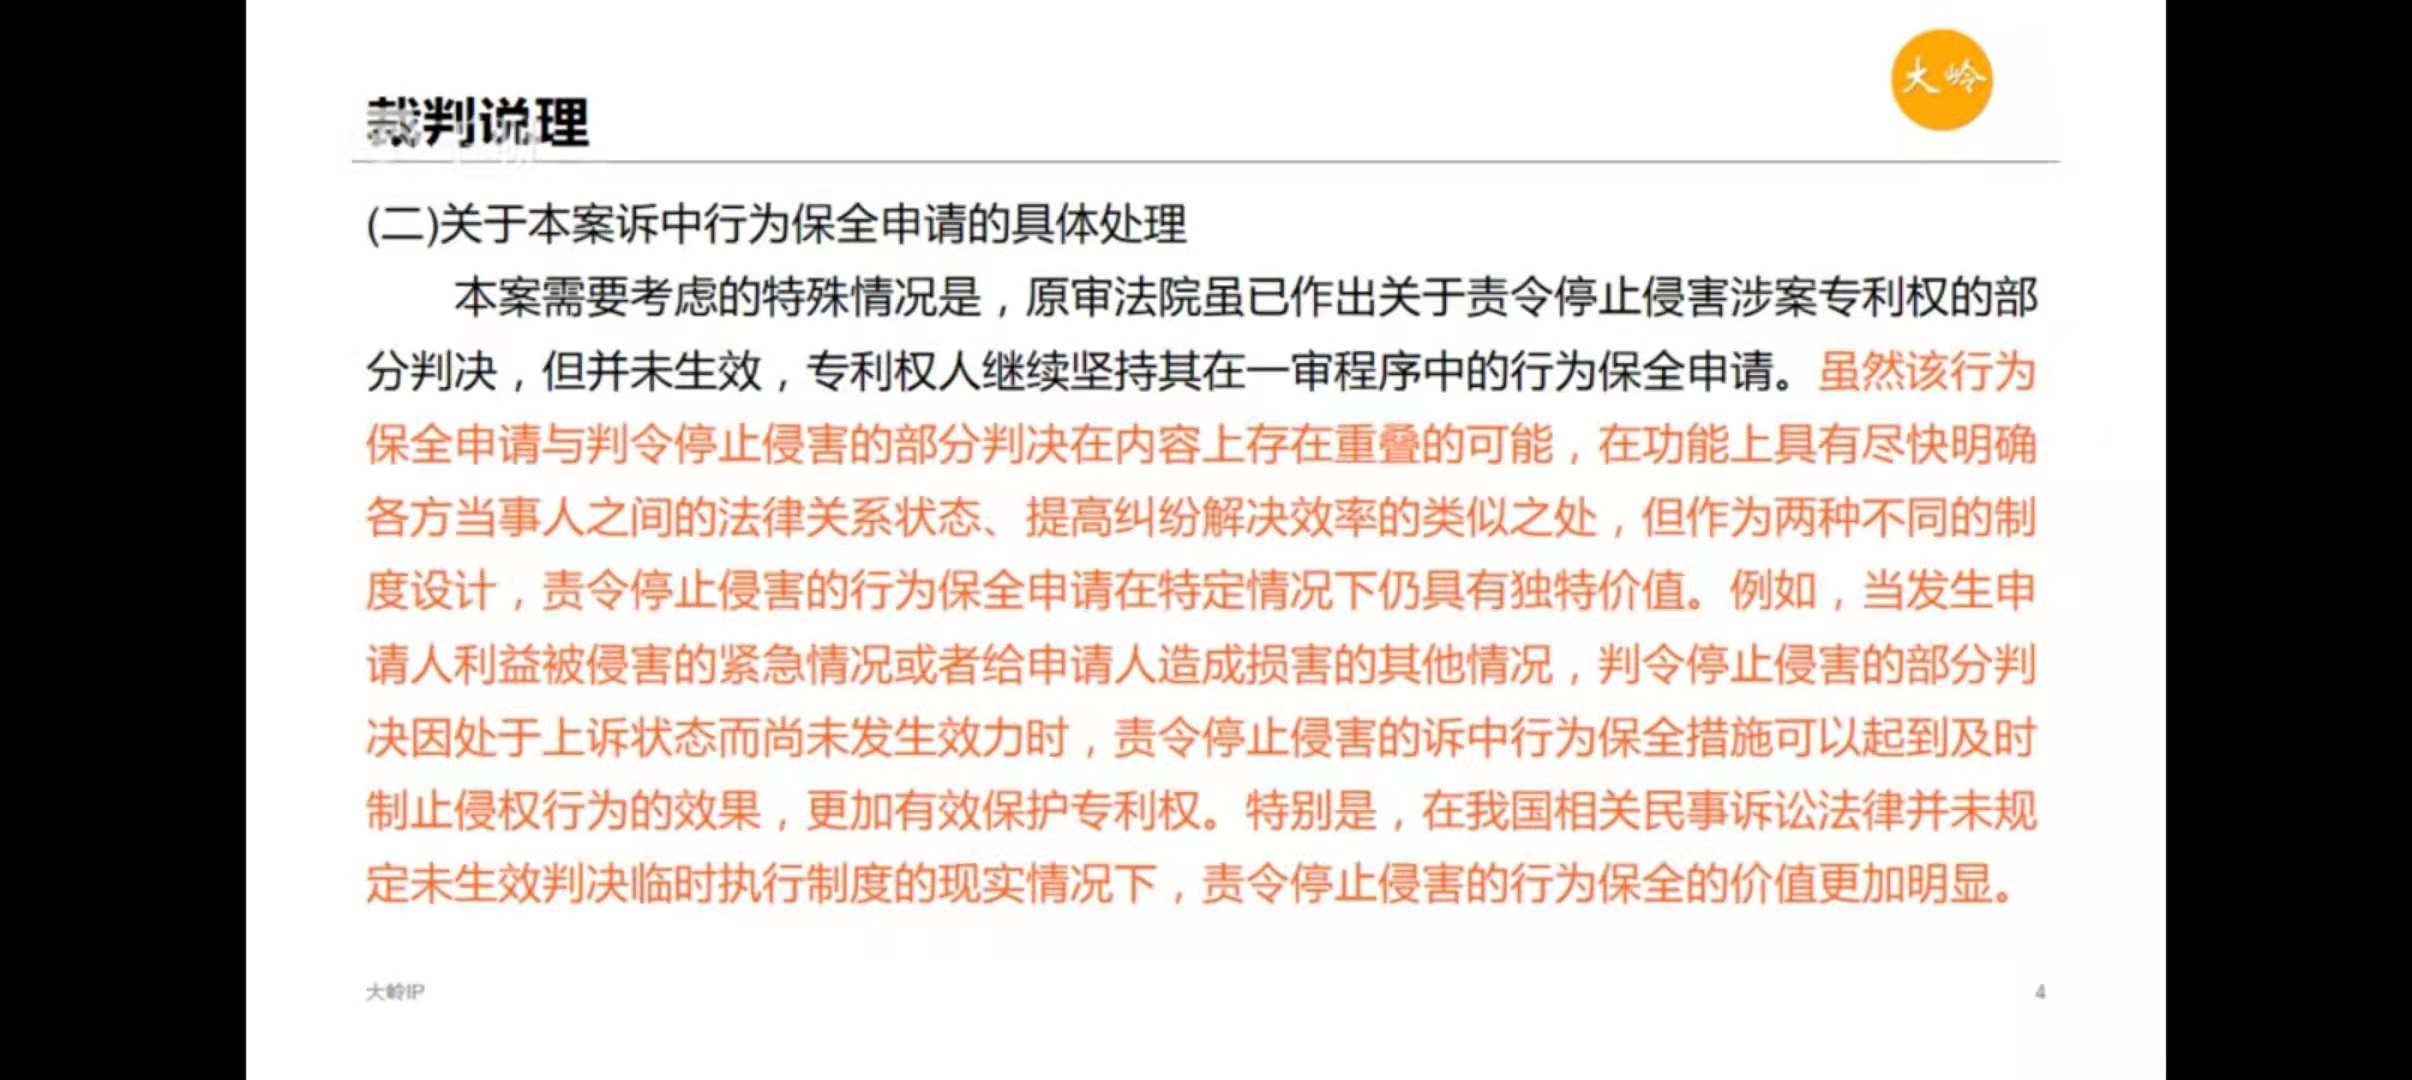 大岭
裁判说理
(二)关于本案诉中行为保全申请的具体处理
本案需要考虑的特殊情况是，原审法院虽已作出关于责令停止侵害涉案专利权的部
分判决，但并未生效，专利权人继续坚持其在一审程序中的行为保全申请。虽然该行为
保全申请与判令停止侵害的部分判决在内容上存在重叠的可能，在功能上具有尽快明确
各方当事人之间的法律关系状态、提高纠纷解决效率的类似之处，但作为两种不同的制
度设计，责令停止侵害的行为保全申请在特定情况下仍具有独特价值。例如，当发生申
请人利益被侵害的紧急情况或者给申请人造成损害的其他情况，判令停止侵害的部分判
决因处于上诉状态而尚未发生效力时，责令停止侵害的诉中行为保全措施可以起到及时
制止侵权行为的效果，更加有效保护专利权。特别是，在我国相关民事诉讼法律并未规
定未生效判决临时执行制度的现实情况下，责令停止侵害的行为保全的价值更加明显。
大岭IP
4